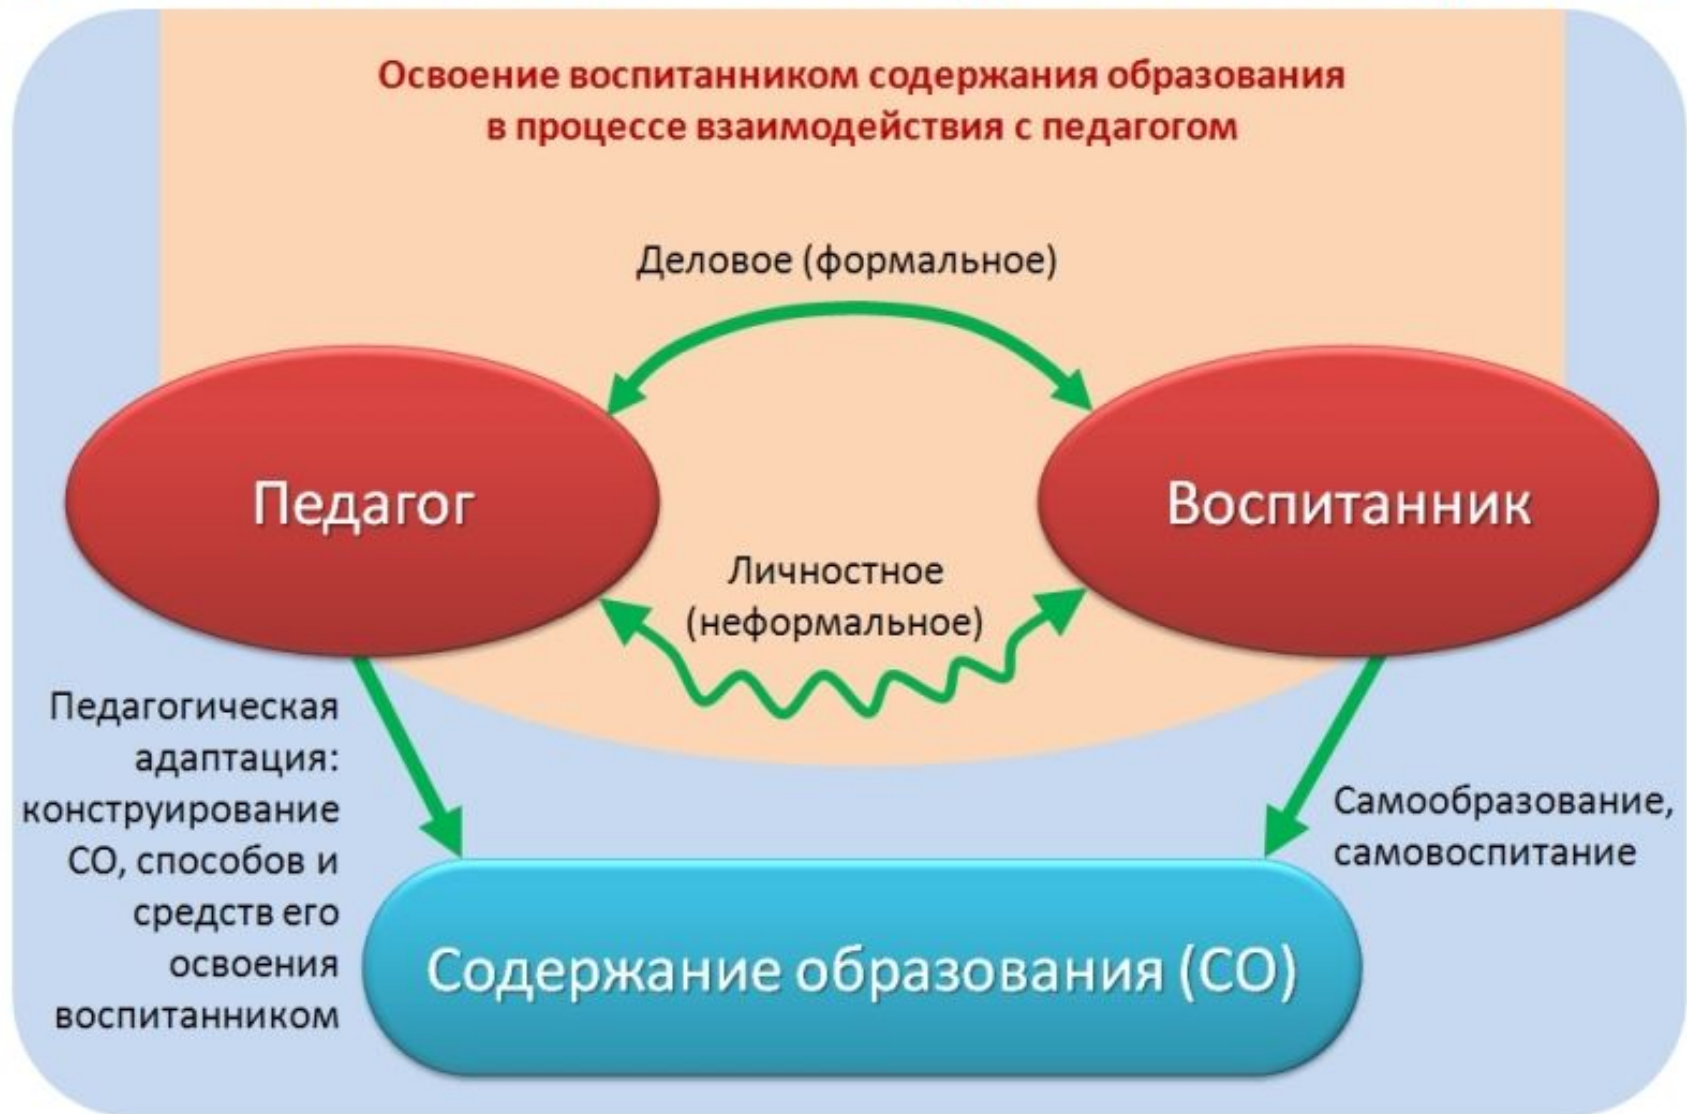 Освоение воспитанником содержания образования
в процессе взаимодействия с педагогом
Деловое (формальное)
Педагог
Воспитанник
Личностное
(неформальное)
Педагогическая
адаптация:
конструирование
СО, способов и
средств его
освоения
воспитанником
Самообразование,
самовоспитание
Содержание образования (СО)